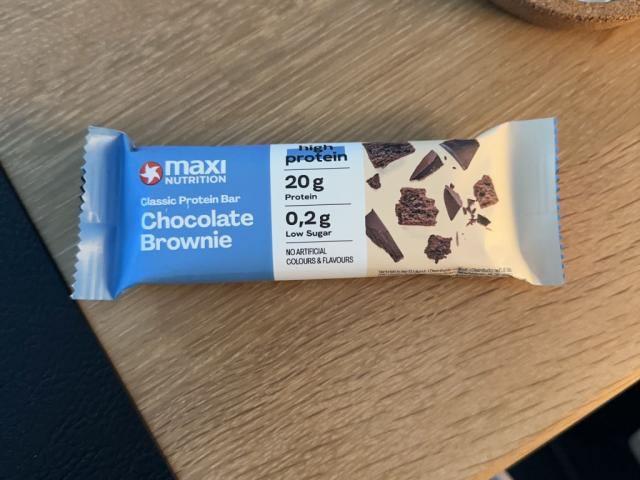 maxi
NUTRITION
Classic Protein Bar
Chocolate
Brownie
high
protein
20 g
Protein
0,2 g
Low Sugar
NO ARTIFICIAL
COLOURS & FLAVOURS